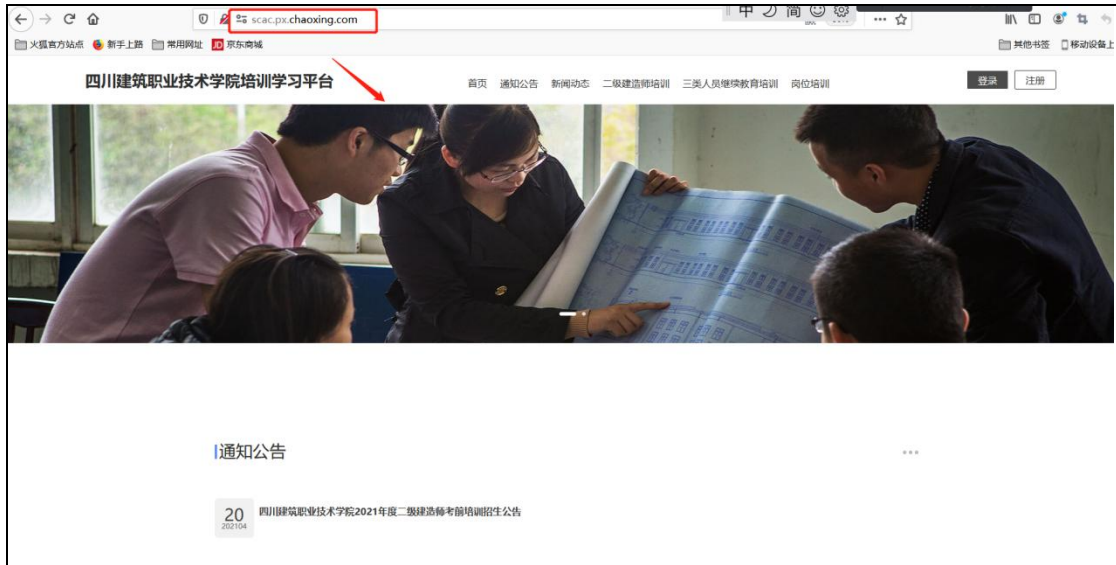 scac.px.chaoxing.com
中 简
火狐官方站点 新手上路 常用网址 JD 京东商城 其他书签 移动设备上
四川建筑职业技术学院培训学习平台 首页 通知公告 新闻动态 二级建造师培训 三类人员继续教育培训 岗位培训 登录 注册
通知公告
20 四川建筑职业技术学院2021年度二级建造师考前培训招生公告
202104